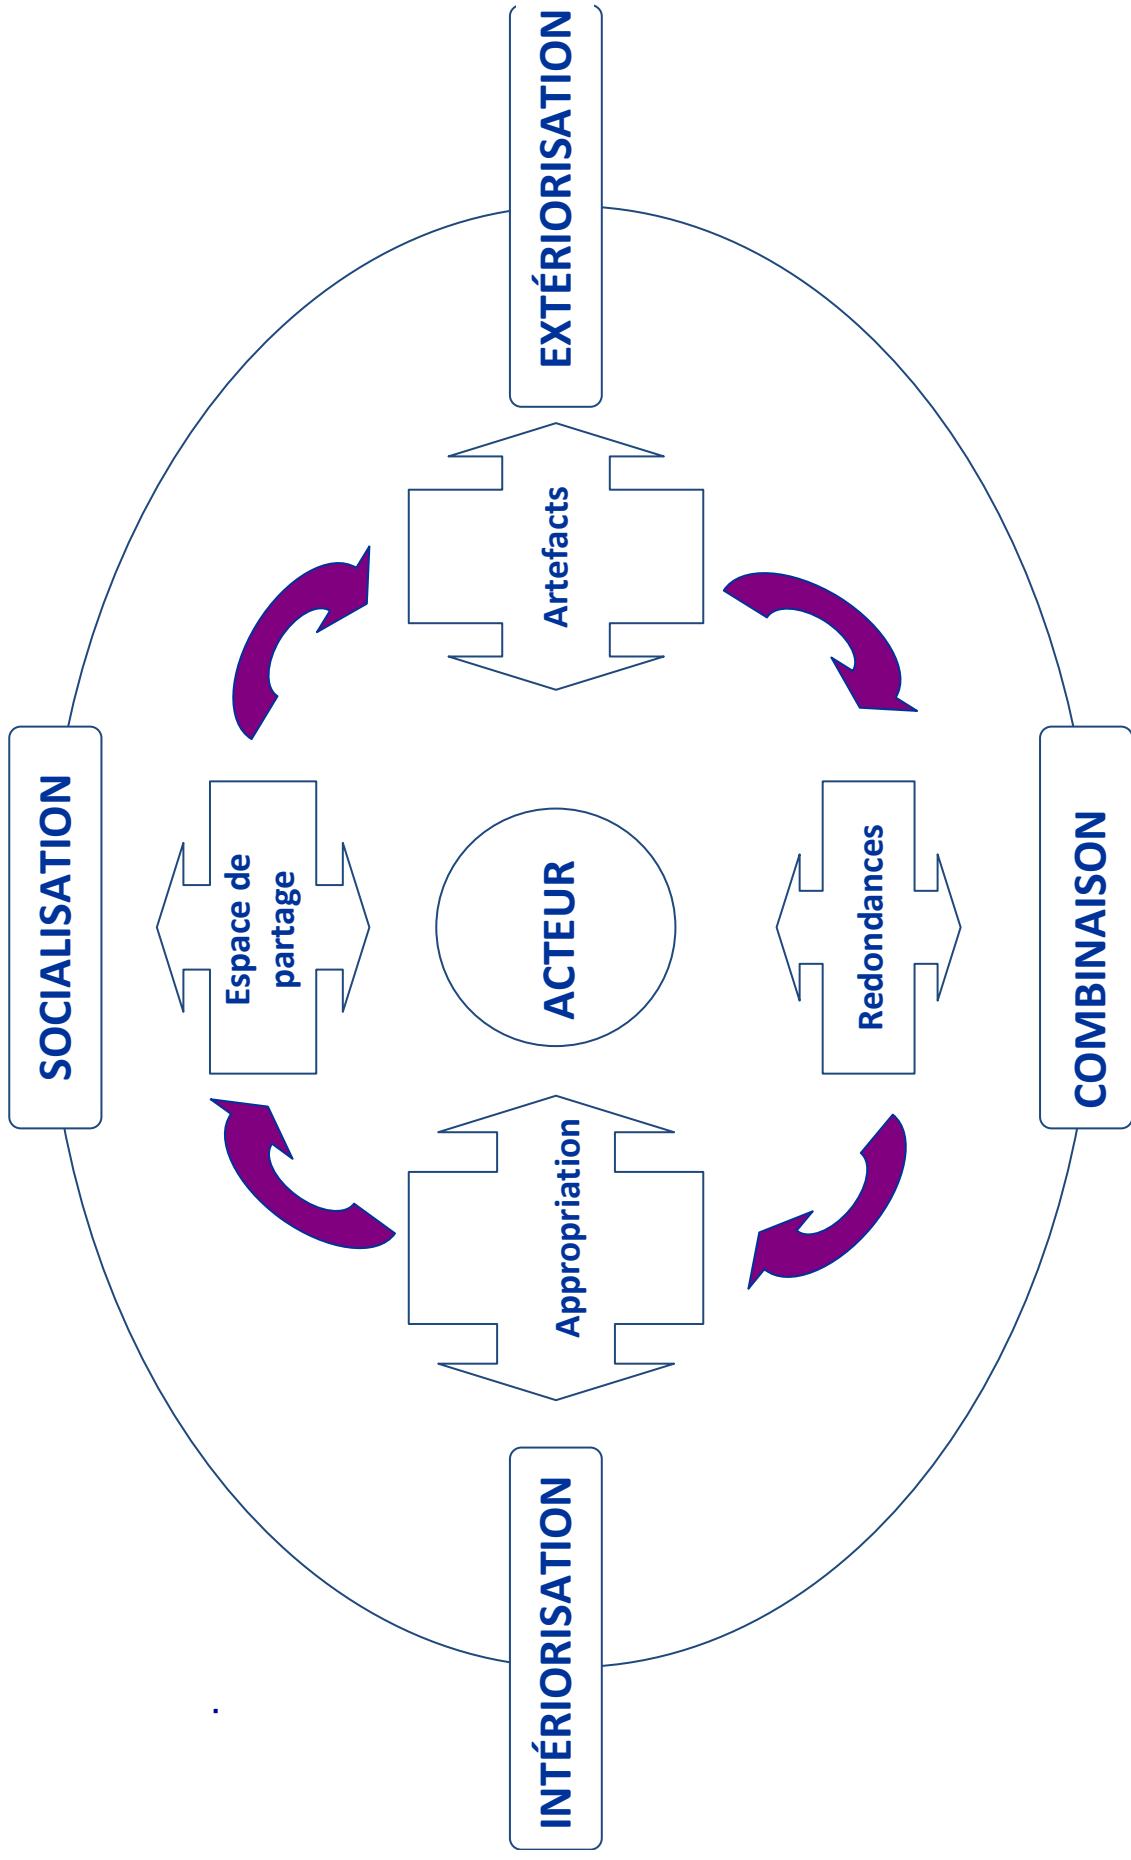 SOCIALISATION
Espace de
partage
INTÉRIORISATION
Appropriation
ACTEUR
Artefacts
EXTÉRIORISATION
Redondances
COMBINAISON
.